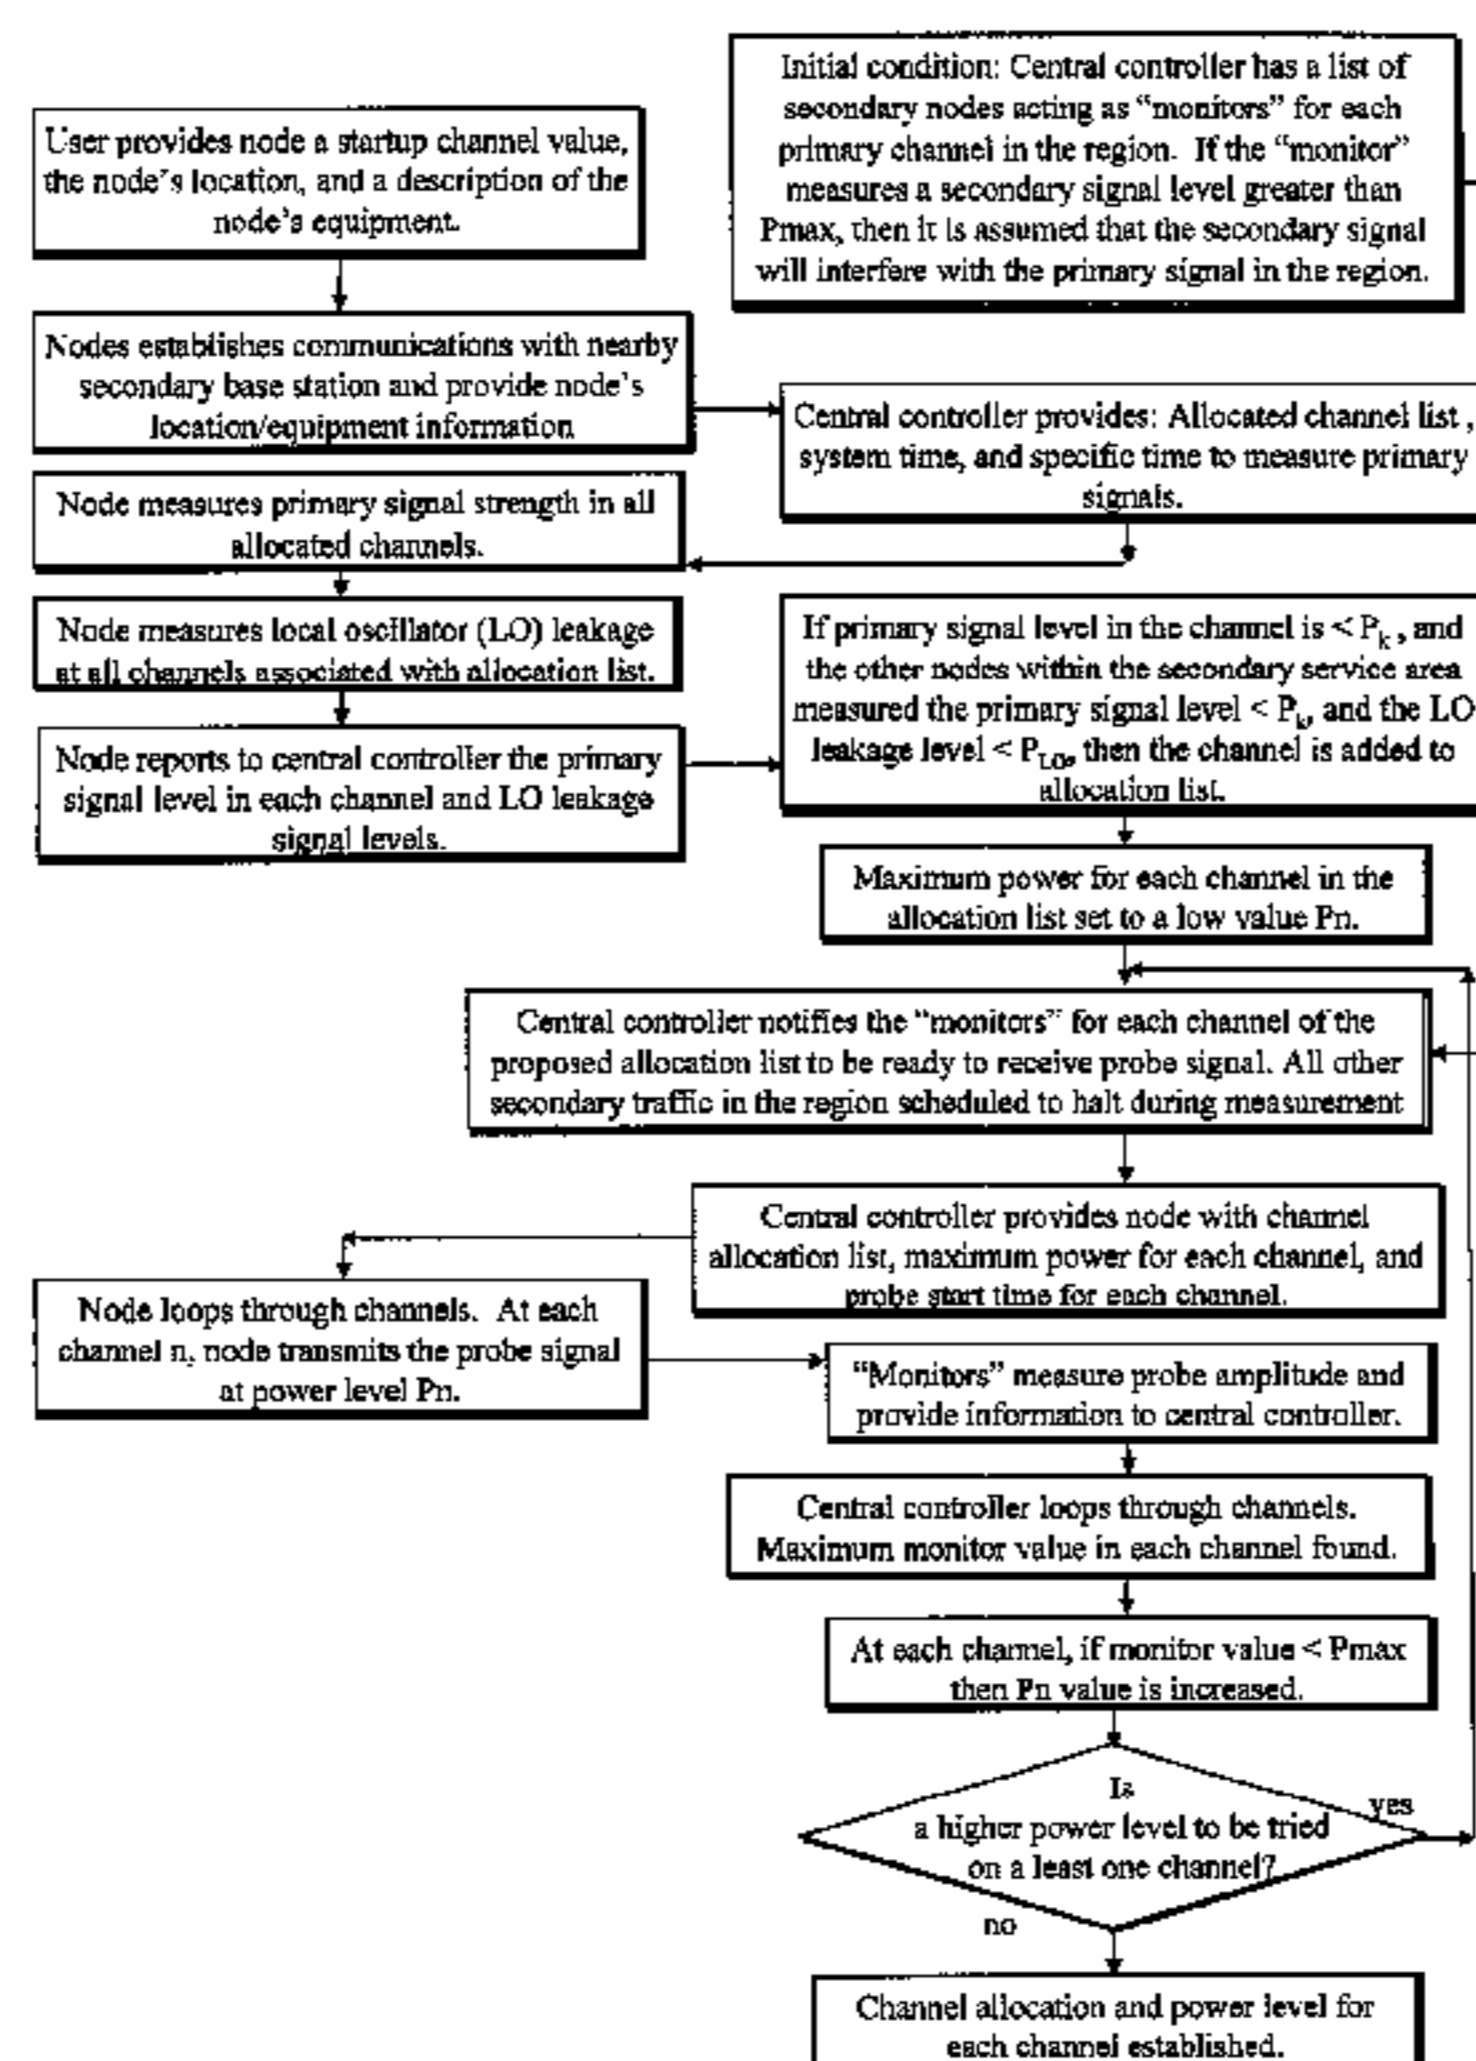 Initial condition: Central controller has a list of
secondary nodes acting as “monitors” for each
primary channel in the region. If the “monitor”
measures a secondary signal level greater than
Pmax, then it is assumed that the secondary signal
will interfere with the primary signal in the region.
User provides node a startup channel value,
the node's location, and a description of the
node's equipment.
Nodes establishes communications with nearby
secondary base station and provide node's
location/equipment information
Central controller provides: Allocated channel list ,
system time, and specific time to measure primary
signals.
Node measures primary signal strength in all
allocated channels.
Node measures local oscillator (LO) leakage
at all channels associated with allocation list.
Node reports to central controller the primary
signal level in each channel and LO leakage
signal levels.
If primary signal level in the channel is < Pk , and
the other nodes within the secondary service area
measured the primary signal level < Pk, and the LO
leakage level < PLO, then the channel is added to
allocation list.
Maximum power for each channel in the
allocation list set to a low value Pn.
Central controller notifies the “monitors” for each channel of the
proposed allocation list to be ready to receive probe signal. All other
secondary traffic in the region scheduled to halt during measurement
Central controller provides node with channel
allocation list, maximum power for each channel, and
probe start time for each channel.
Node loops through channels. At each
channel n, node transmits the probe signal
at power level Pn.
“Monitors” measure probe amplitude and
provide information to central controller.
Central controller loops through channels.
Maximum monitor value in each channel found.
At each channel, if monitor value < Pmax
then Pn value is increased.
Is
a higher power level to be tried
on a least one channel?
yes
no
Channel allocation and power level for
each channel established.